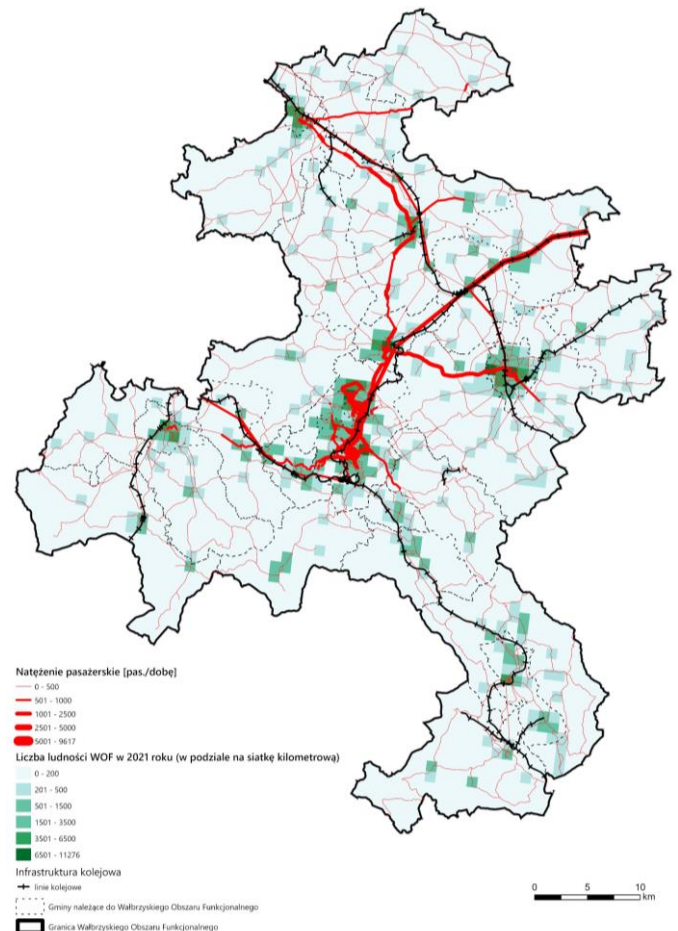 Natężenie pasażerskie [pas./dobę]
0 - 500
501 - 1000
1001 - 2500
2501 - 5000
5001 - 9617
Liczba ludności WOF w 2021 roku (w podziale na siatkę kilometrową)
0 - 200
201 - 500
501 - 1500
1501 - 3500
3501 - 6500
6501 - 11276
Infrastruktura kolejowa
linie kolejowe
Gminy należące do Wałbrzyskiego Obszaru Funkcjonalnego
Granica Wałbrzyskiego Obszaru Funkcjonalnego
0 5 10
km